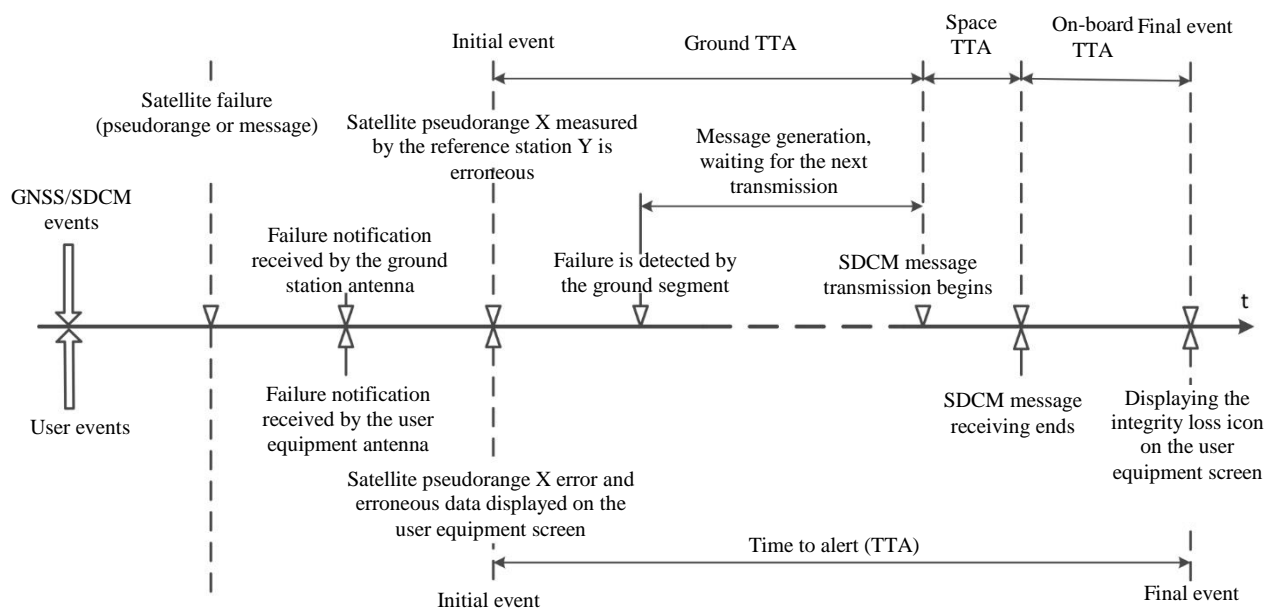 Initial event
Ground TTA
Space
TTA
On-board
TTA
Final event
Satellite failure
(pseudorange or message)
Satellite pseudorange X measured
by the reference station Y is
erroneous
Message generation,
waiting for the next
transmission
GNSS/SDCM
events
Failure notification
received by the ground
station antenna
Failure is detected by
the ground segment
SDCM message
transmission begins
t
User events
Failure notification
received by the user
equipment antenna
SDCM message
receiving ends
Displaying the
integrity loss icon
on the user
equipment screen
Satellite pseudorange X error and
erroneous data displayed on the
user equipment screen
Time to alert (TTA)
Initial event
Final event